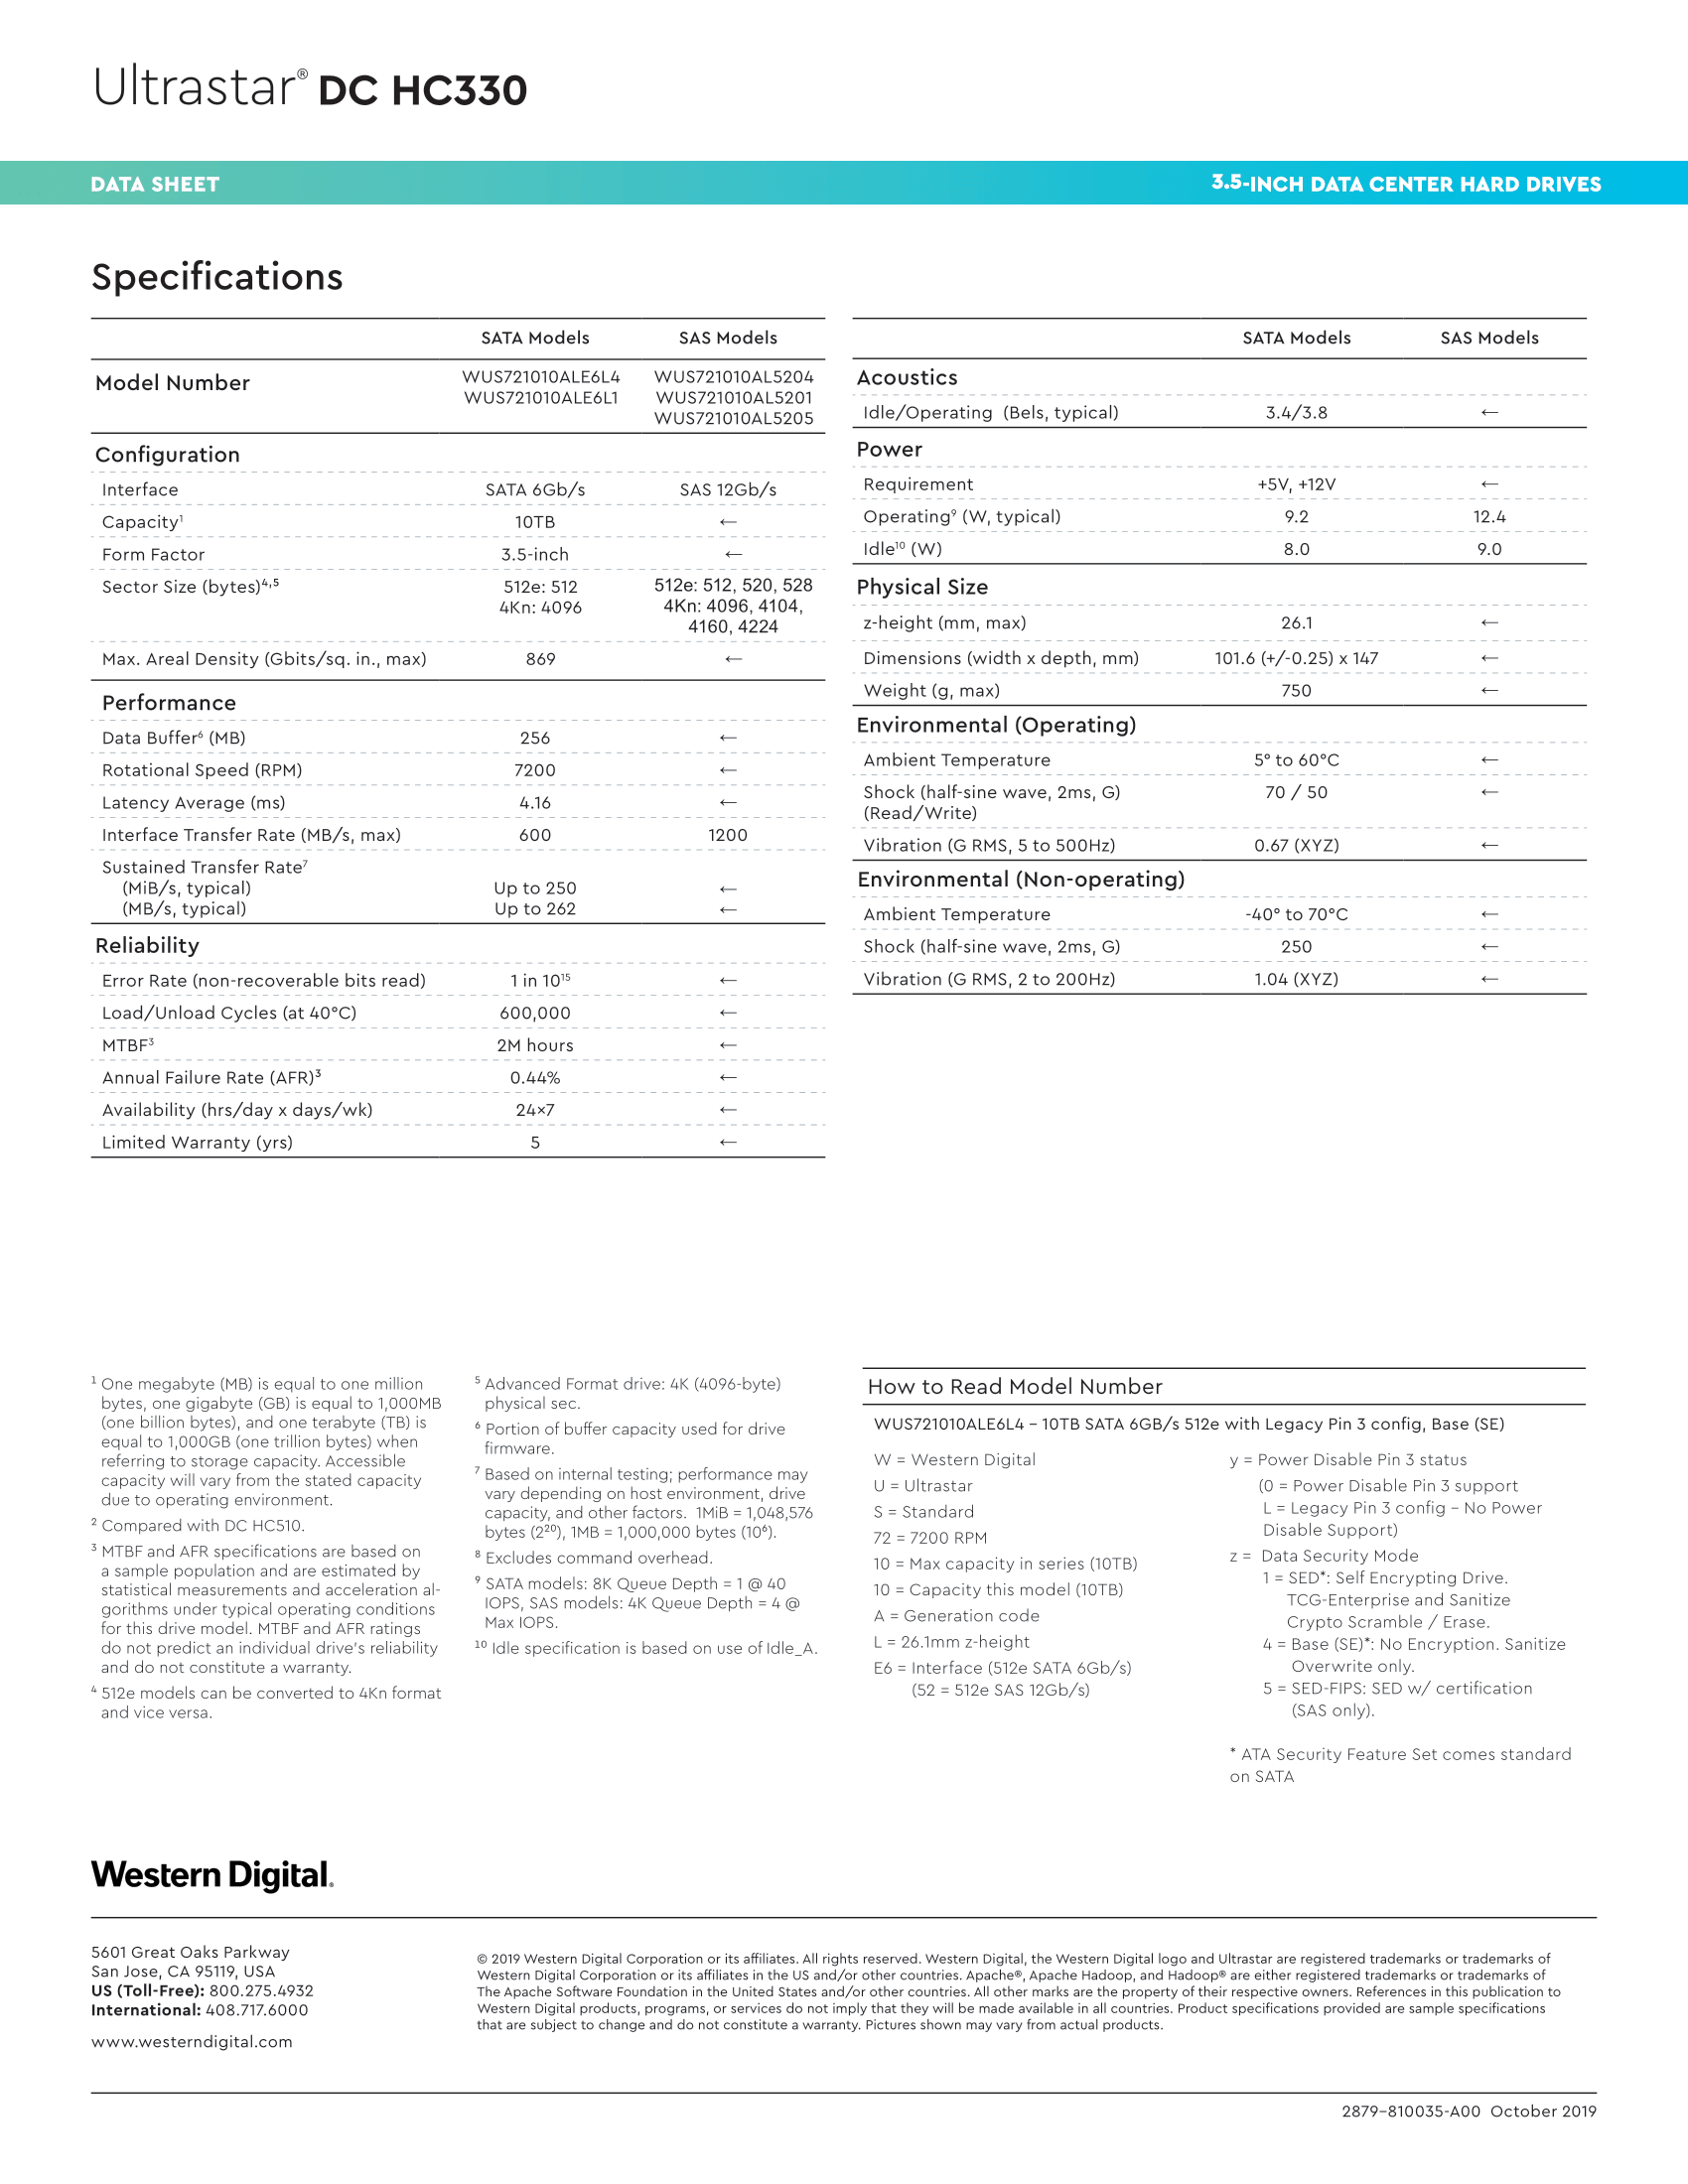 Ultrastar® DC HC330
DATA SHEET
3.5-INCH DATA CENTER HARD DRIVES
Specifications
SATA Models SAS Models
Model Number WUS721010ALE6L4 WUS721010AL5204
WUS721010ALE6L1 WUS721010AL5201
WUS721010AL5205
Configuration
Interface SATA 6Gb/s SAS 12Gb/s
Capacity¹ 10TB ←
Form Factor 3.5-inch ←
Sector Size (bytes)⁴,⁵ 512e: 512 512e: 512, 520, 528
4Kn: 4096 4Kn: 4096, 4104,
4160, 4224
Max. Areal Density (Gbits/sq. in., max) 869 ←
Performance
Data Buffer⁶ (MB) 256 ←
Rotational Speed (RPM) 7200 ←
Latency Average (ms) 4.16 ←
Interface Transfer Rate (MB/s, max) 600 1200
Sustained Transfer Rate⁷
(MiB/s, typical) Up to 250 ←
(MB/s, typical) Up to 262 ←
Reliability
Error Rate (non-recoverable bits read) 1 in 10¹⁵ ←
Load/Unload Cycles (at 40°C) 600,000 ←
MTBF³ 2M hours ←
Annual Failure Rate (AFR)³ 0.44% ←
Availability (hrs/day x days/wk) 24×7 ←
Limited Warranty (yrs) 5 ←
SATA Models SAS Models
Acoustics
Idle/Operating (Bels, typical) 3.4/3.8 ←
Power
Requirement +5V, +12V ←
Operating⁹ (W, typical) 9.2 12.4
Idle¹⁰ (W) 8.0 9.0
Physical Size
z-height (mm, max) 26.1 ←
Dimensions (width x depth, mm) 101.6 (+/-0.25) x 147 ←
Weight (g, max) 750 ←
Environmental (Operating)
Ambient Temperature 5° to 60°C ←
Shock (half-sine wave, 2ms, G) 70 / 50 ←
(Read/Write)
Vibration (G RMS, 5 to 500Hz) 0.67 (XYZ) ←
Environmental (Non-operating)
Ambient Temperature -40° to 70°C ←
Shock (half-sine wave, 2ms, G) 250 ←
Vibration (G RMS, 2 to 200Hz) 1.04 (XYZ) ←
¹ One megabyte (MB) is equal to one million
bytes, one gigabyte (GB) is equal to 1,000MB
(one billion bytes), and one terabyte (TB) is
equal to 1,000GB (one trillion bytes) when
referring to storage capacity. Accessible
capacity will vary from the stated capacity
due to operating environment.
² Compared with DC HC510.
³ MTBF and AFR specifications are based on
a sample population and are estimated by
statistical measurements and acceleration al-
gorithms under typical operating conditions
for this drive model. MTBF and AFR ratings
do not predict an individual drive's reliability
and do not constitute a warranty.
⁴ 512e models can be converted to 4Kn format
and vice versa.
⁵ Advanced Format drive: 4K (4096-byte)
physical sec.
⁶ Portion of buffer capacity used for drive
firmware.
⁷ Based on internal testing; performance may
vary depending on host environment, drive
capacity, and other factors. 1MiB = 1,048,576
bytes (2²⁰), 1MB = 1,000,000 bytes (10⁶).
⁸ Excludes command overhead.
⁹ SATA models: 8K Queue Depth = 1 @ 40
IOPS, SAS models: 4K Queue Depth = 4 @
Max IOPS.
¹⁰ Idle specification is based on use of Idle_A.
How to Read Model Number
WUS721010ALE6L4 – 10TB SATA 6GB/s 512e with Legacy Pin 3 config, Base (SE)
W = Western Digital
U = Ultrastar
S = Standard
72 = 7200 RPM
10 = Max capacity in series (10TB)
10 = Capacity this model (10TB)
A = Generation code
L = 26.1mm z-height
E6 = Interface (512e SATA 6Gb/s)
(52 = 512e SAS 12Gb/s)
y = Power Disable Pin 3 status
(0 = Power Disable Pin 3 support
L = Legacy Pin 3 config – No Power
Disable Support)
z = Data Security Mode
1 = SED*: Self Encrypting Drive.
TCG-Enterprise and Sanitize
Crypto Scramble / Erase.
4 = Base (SE)*: No Encryption. Sanitize
Overwrite only.
5 = SED-FIPS: SED w/ certification
(SAS only).
* ATA Security Feature Set comes standard
on SATA
Western Digital.
5601 Great Oaks Parkway
San Jose, CA 95119, USA
US (Toll-Free): 800.275.4932
International: 408.717.6000
www.westerndigital.com
© 2019 Western Digital Corporation or its affiliates. All rights reserved. Western Digital, the Western Digital logo and Ultrastar are registered trademarks or trademarks of
Western Digital Corporation or its affiliates in the US and/or other countries. Apache®, Apache Hadoop, and Hadoop® are either registered trademarks or trademarks of
The Apache Software Foundation in the United States and/or other countries. All other marks are the property of their respective owners. References in this publication to
Western Digital products, programs, or services do not imply that they will be made available in all countries. Product specifications provided are sample specifications
that are subject to change and do not constitute a warranty. Pictures shown may vary from actual products.
2879-810035-A00 October 2019